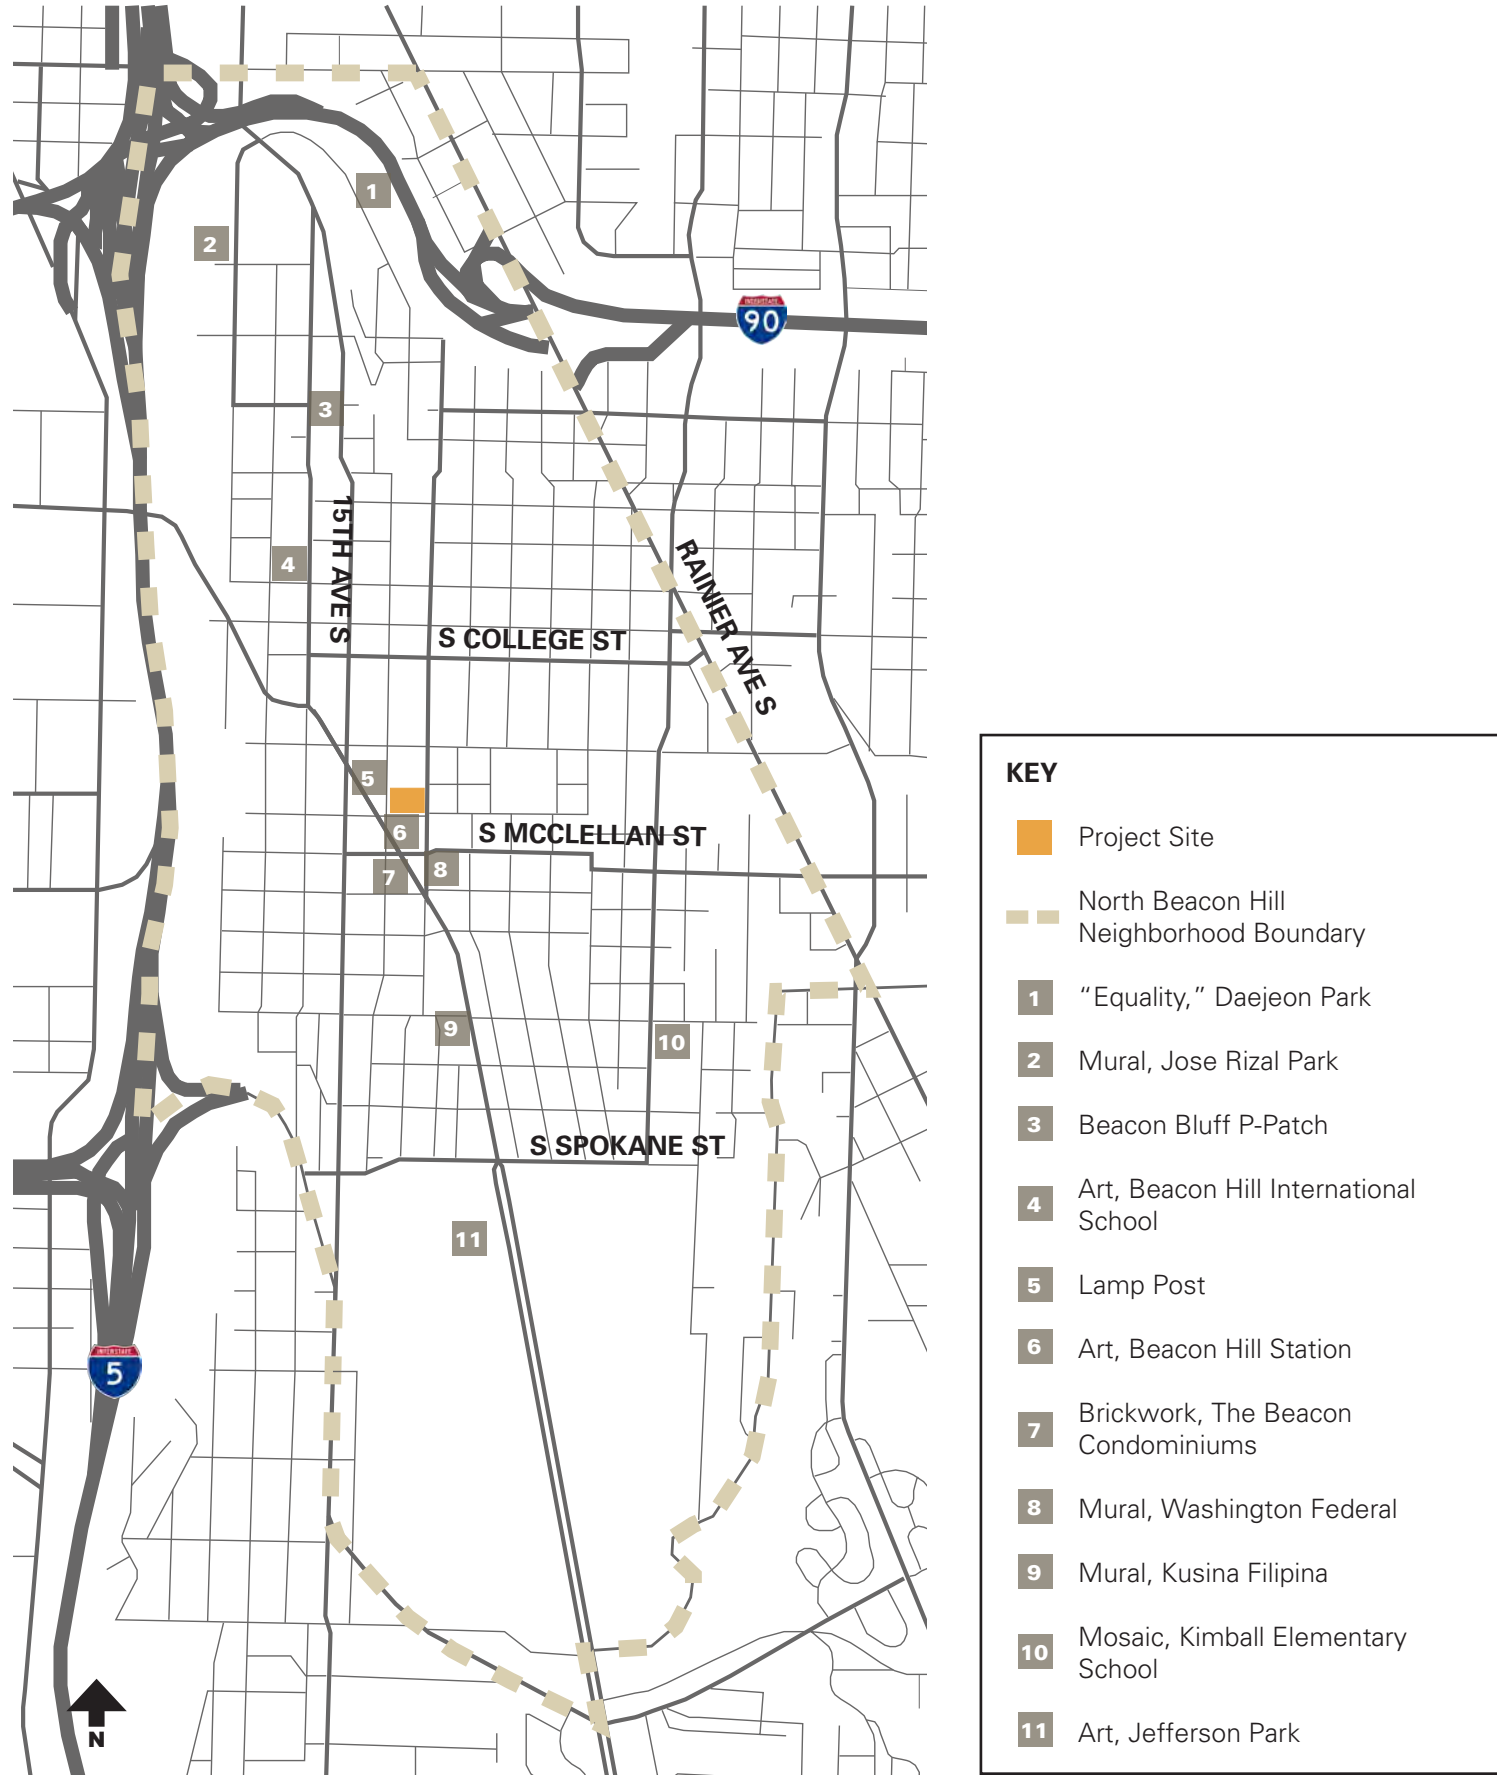 1
2
INTERSTATE
90
3
15TH AVE S
4
RAINIER AVE S
S COLLEGE ST
5
6
S MCCLELLAN ST
7
8
9
10
S SPOKANE ST
11
INTERSTATE
5
N
KEY
Project Site
North Beacon Hill
Neighborhood Boundary
1 “Equality,” Daejeon Park
2 Mural, Jose Rizal Park
3 Beacon Bluff P-Patch
4 Art, Beacon Hill International
School
5 Lamp Post
6 Art, Beacon Hill Station
7 Brickwork, The Beacon
Condominiums
8 Mural, Washington Federal
9 Mural, Kusina Filipina
10 Mosaic, Kimball Elementary
School
11 Art, Jefferson Park